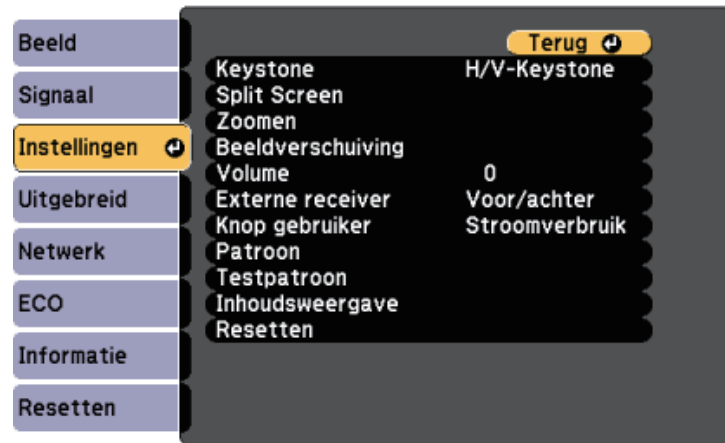 Beeld
Signaal
Instellingen
Uitgebreid
Netwerk
ECO
Informatie
Resetten
Terug
Keystone H/V-Keystone
Split Screen
Zoomen
Beeldverschuiving
Volume 0
Externe receiver Voor/achter
Knop gebruiker Stroomverbruik
Patroon
Testpatroon
Inhoudsweergave
Resetten